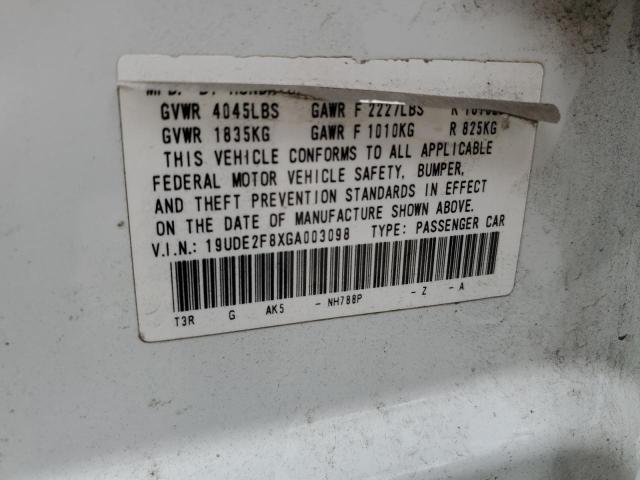 GVWR 4045LBS GAWR F 2227LBS R
GVWR 1835KG GAWR F 1010KG R 825KG
THIS VEHICLE CONFORMS TO ALL APPLICABLE
FEDERAL MOTOR VEHICLE SAFETY, BUMPER,
AND THEFT PREVENTION STANDARDS IN EFFECT
ON THE DATE OF MANUFACTURE SHOWN ABOVE.
V.I.N.: 19UDE2F8XGA003098 TYPE: PASSENGER CAR
T3R G AK5 - NH788P - Z - A